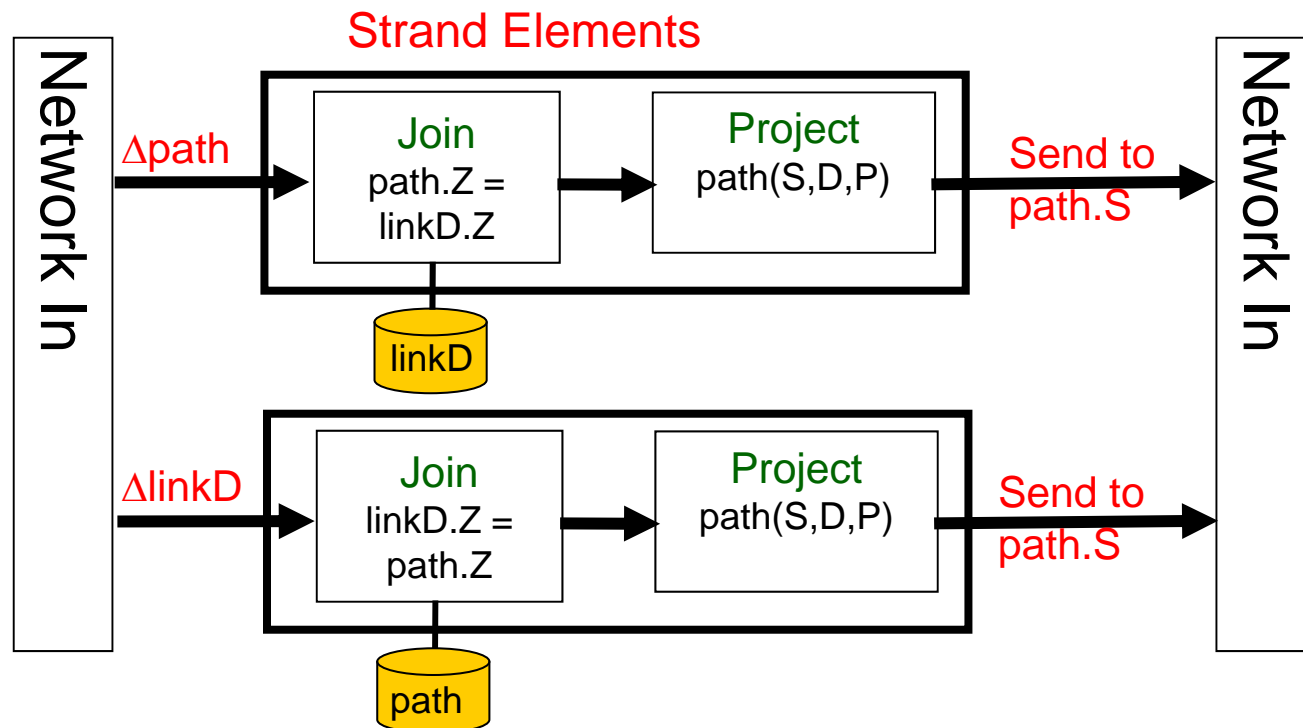 Strand Elements
Network In
Δpath
Join
path.Z =
linkD.Z
Project
path(S,D,P)
Send to
path.S
linkD
ΔlinkD
Join
linkD.Z =
path.Z
Project
path(S,D,P)
Send to
path.S
path
Network In